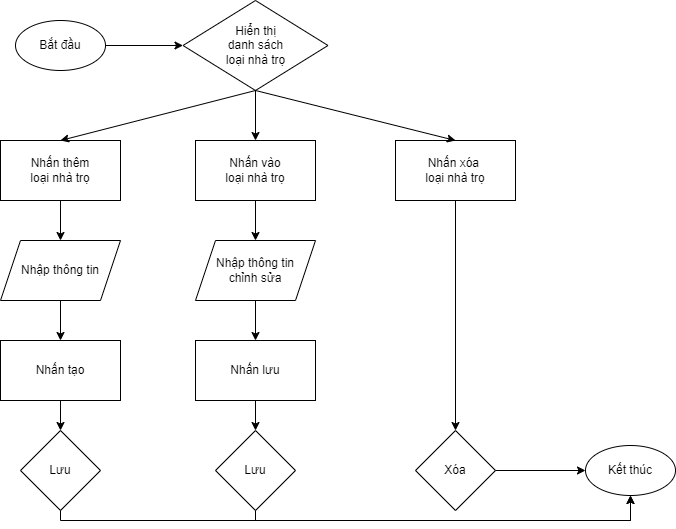 Bắt đầu
Hiển thị
danh sách
loại nhà trọ
Nhấn thêm
loại nhà trọ
Nhấn vào
loại nhà trọ
Nhấn xóa
loại nhà trọ
Nhập thông tin
Nhập thông tin
chỉnh sửa
Nhấn tạo
Nhấn lưu
Lưu
Lưu
Xóa
Kết thúc